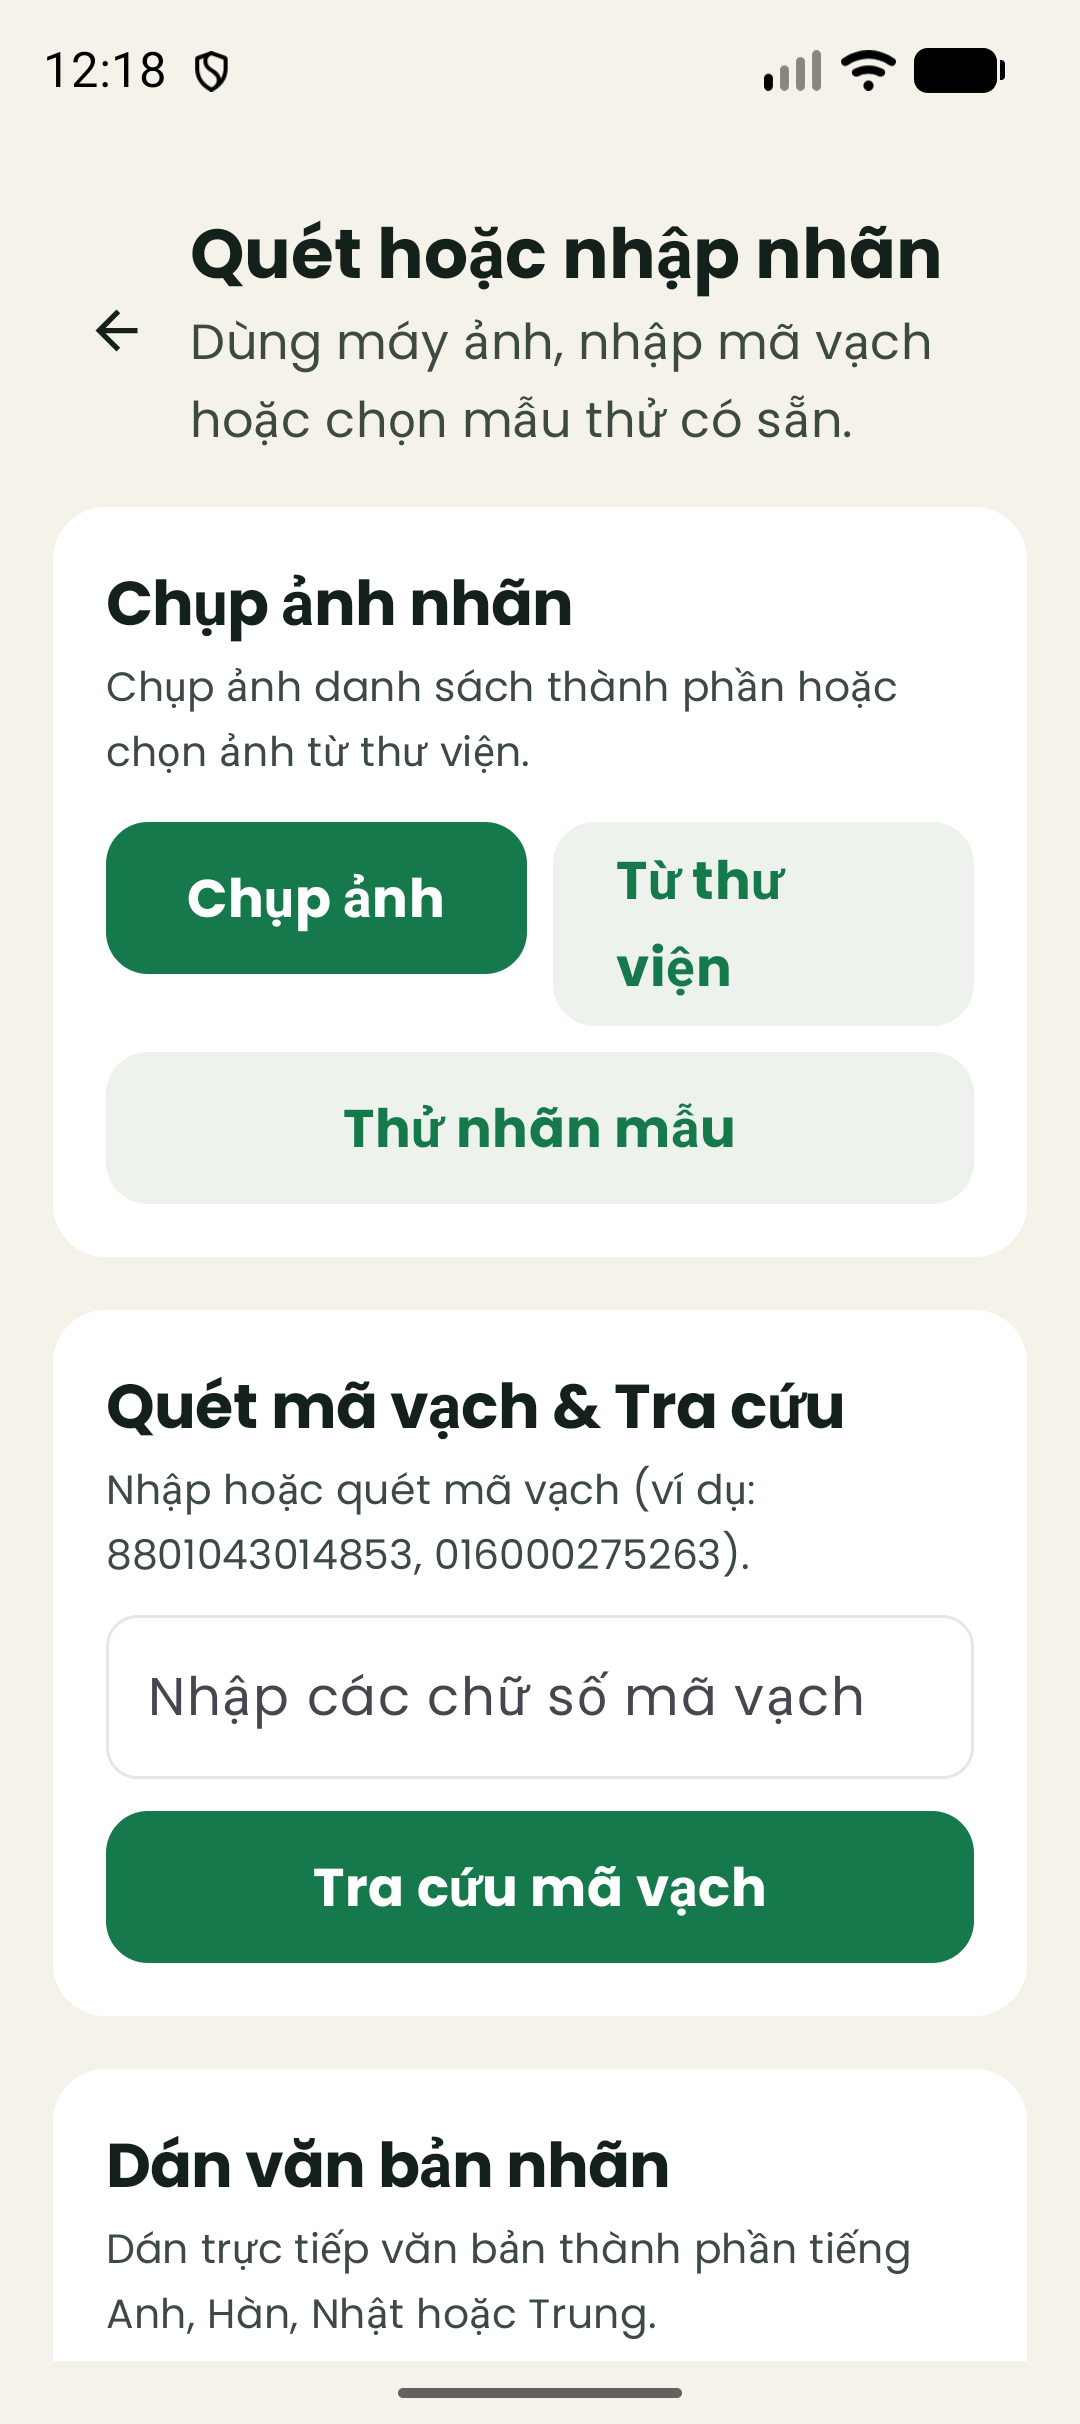 12:18
Quét hoặc nhập nhãn
Dùng máy ảnh, nhập mã vạch
hoặc chọn mẫu thử có sẵn.
Chụp ảnh nhãn
Chụp ảnh danh sách thành phần hoặc
chọn ảnh từ thư viện.
Chụp ảnh
Từ thư
viện
Thử nhãn mẫu
Quét mã vạch & Tra cứu
Nhập hoặc quét mã vạch (ví dụ:
8801043014853, 016000275263).
Nhập các chữ số mã vạch
Tra cứu mã vạch
Dán văn bản nhãn
Dán trực tiếp văn bản thành phần tiếng
Anh, Hàn, Nhật hoặc Trung.